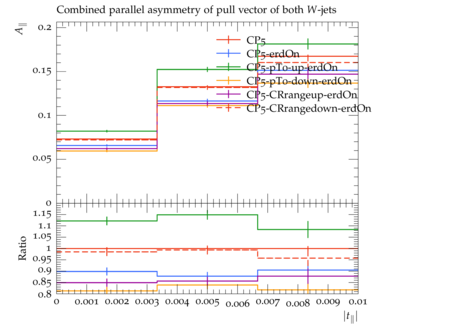 Combined parallel asymmetry of pull vector of both W-jets
A∥
0.2
0.15
0.1
0.05
0
CP5
CP5-erdOn
CP5-pTo-up-erdOn
CP5-pTo-down-erdOn
CP5-CRrangeup-erdOn
CP5-CRrangedown-erdOn
Ratio
1.15
1.1
1.05
1
0.95
0.9
0.85
0.8
0 0.001 0.002 0.003 0.004 0.005 0.006 0.007 0.008 0.009 0.01
|t∥|